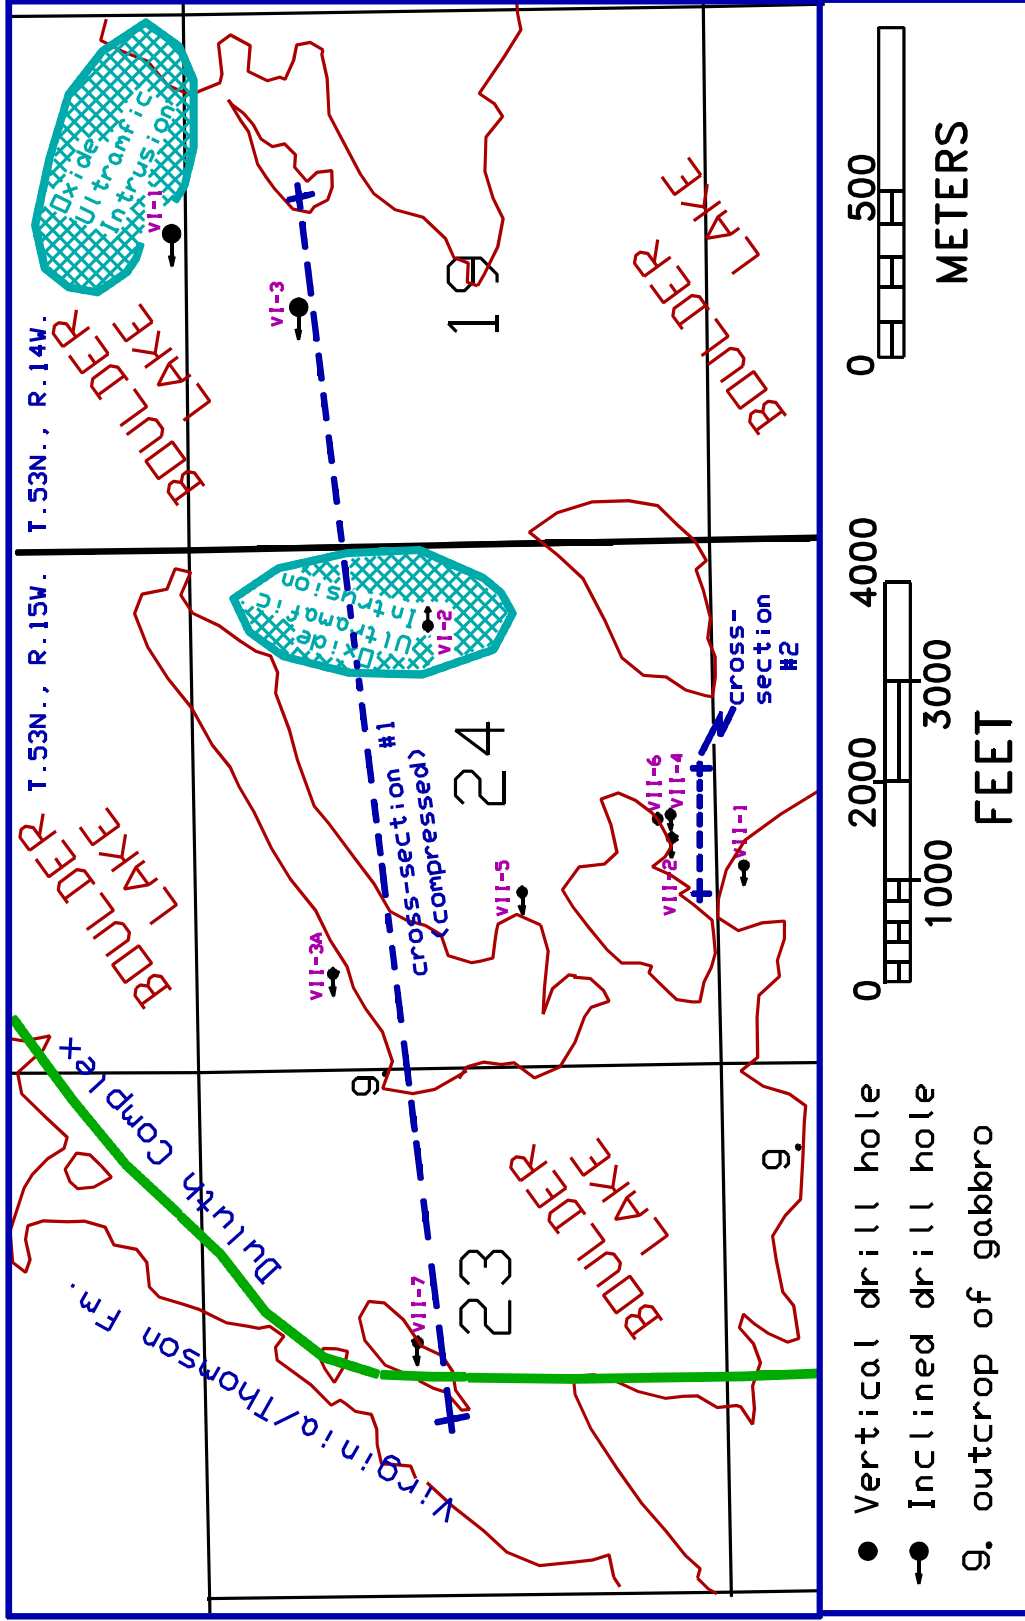 T.53N., R.15W.
T.53N., R.14W.
BOULDER
LAKE
BOULDER
LAKE
Oxide
Ultramfic
Intrusion
VI-1
Duluth Complex
Virginia/Thomson Fm.
VI-3
VII-3A
g
VII-7
cross-section #1
(compressed)
Oxide
Ultramafic
Intrusion
VI-2
23
24
19
VII-5
BOULDER
LAKE
BOULDER
LAKE
VII-6
VII-4
VII-2
VII-1
cross-
section
#2
g
Vertical drill hole
Inclined drill hole
g. outcrop of gabbro
0 1000 2000 3000 4000
FEET
0 500
METERS